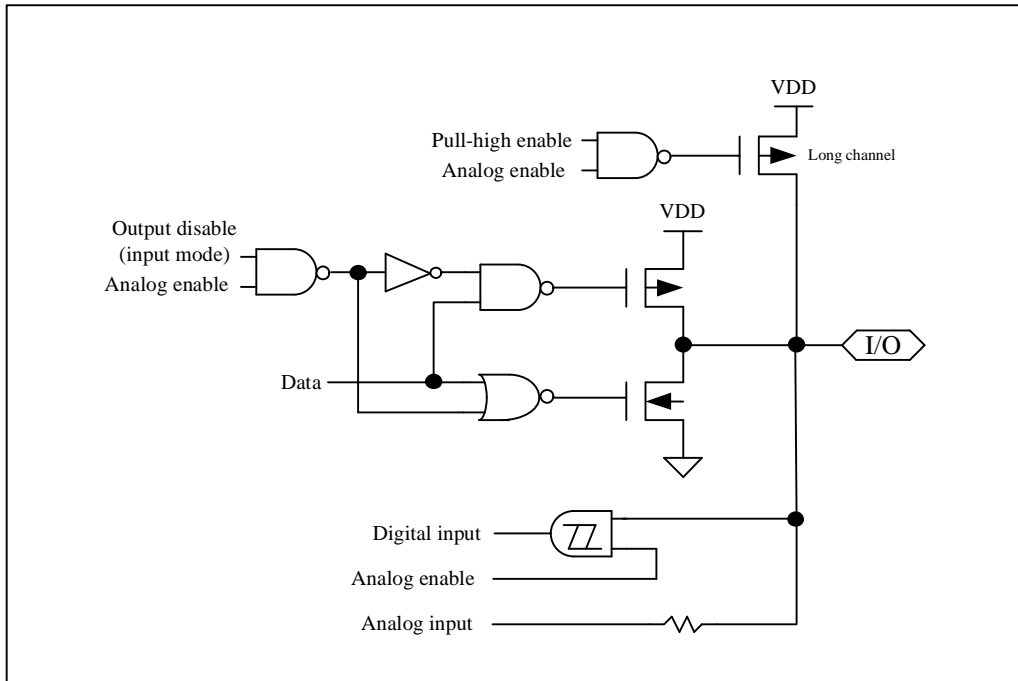 VDD
Pull-high enable
Long channel
Analog enable
VDD
Output disable
(input mode)
Analog enable
I/O
Data
Digital input
Analog enable
Analog input